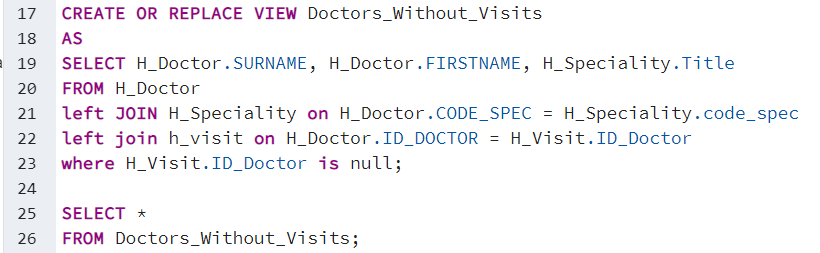 17 CREATE OR REPLACE VIEW Doctors_Without_Visits
18 AS
19 SELECT H_Doctor.SURNAME, H_Doctor.FIRSTNAME, H_Speciality.Title
20 FROM H_Doctor
21 left JOIN H_Speciality on H_Doctor.CODE_SPEC = H_Speciality.code_spec
22 left join h_visit on H_Doctor.ID_DOCTOR = H_Visit.ID_Doctor
23 where H_Visit.ID_Doctor is null;
24
25 SELECT *
26 FROM Doctors_Without_Visits;